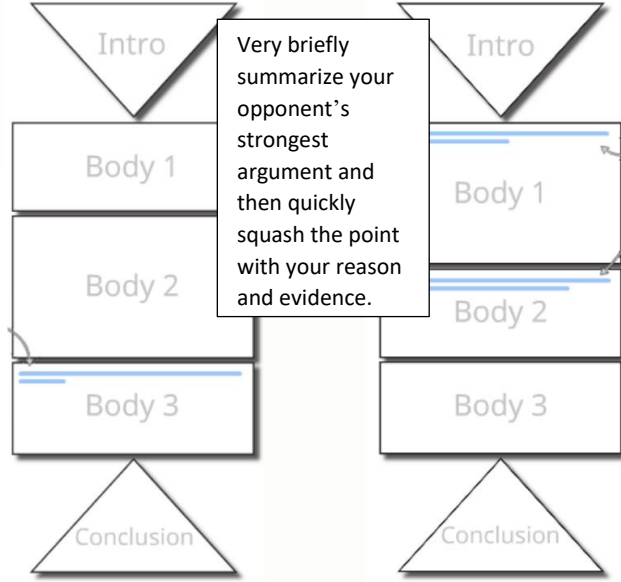 Intro
Body 1
Body 2
Body 3
Conclusion
Very briefly
summarize your
opponent’s
strongest
argument and
then quickly
squash the point
with your reason
and evidence.
Intro
Body 1
Body 2
Body 3
Conclusion